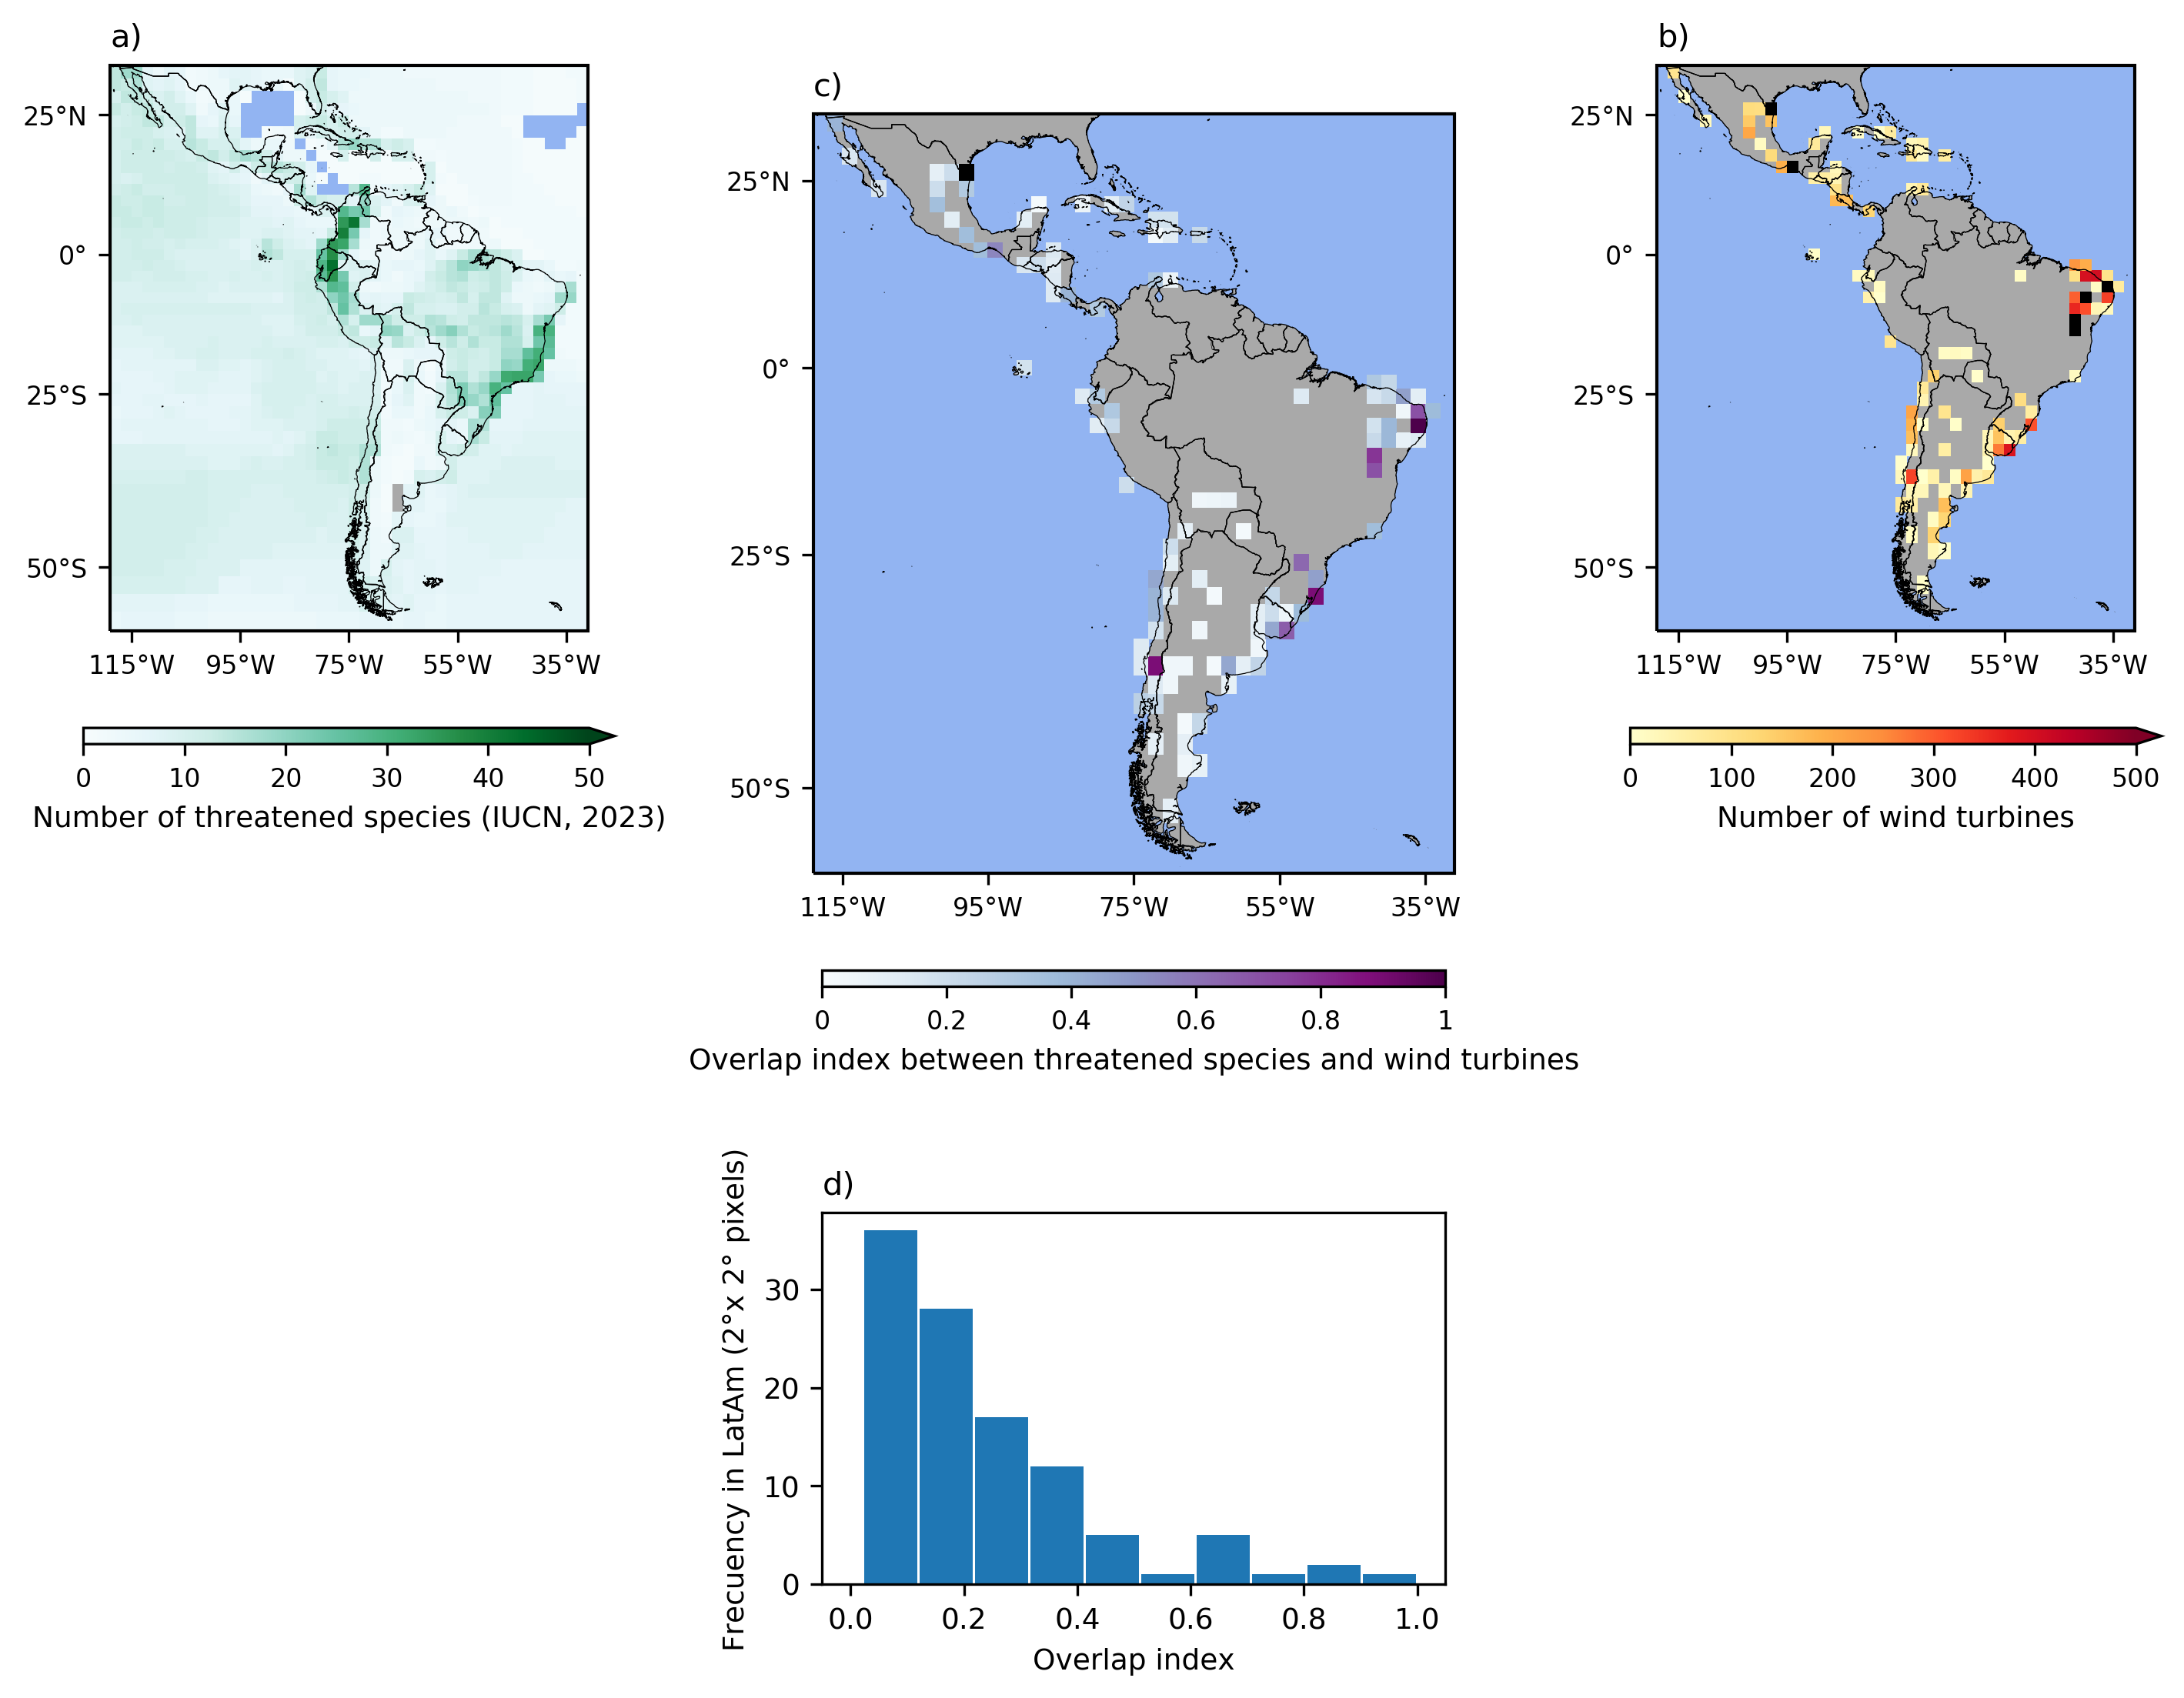 a)
25°N
0°
25°S
50°S
115°W 95°W 75°W 55°W 35°W
0 10 20 30 40 50
Number of threatened species (IUCN, 2023)
c)
25°N
0°
25°S
50°S
115°W 95°W 75°W 55°W 35°W
0 0.2 0.4 0.6 0.8 1
Overlap index between threatened species and wind turbines
b)
25°N
0°
25°S
50°S
115°W 95°W 75°W 55°W 35°W
0 100 200 300 400 500
Number of wind turbines
d)
Frecuency in LatAm (2°x 2° pixels)
30
20
10
0
0.0 0.2 0.4 0.6 0.8 1.0
Overlap index